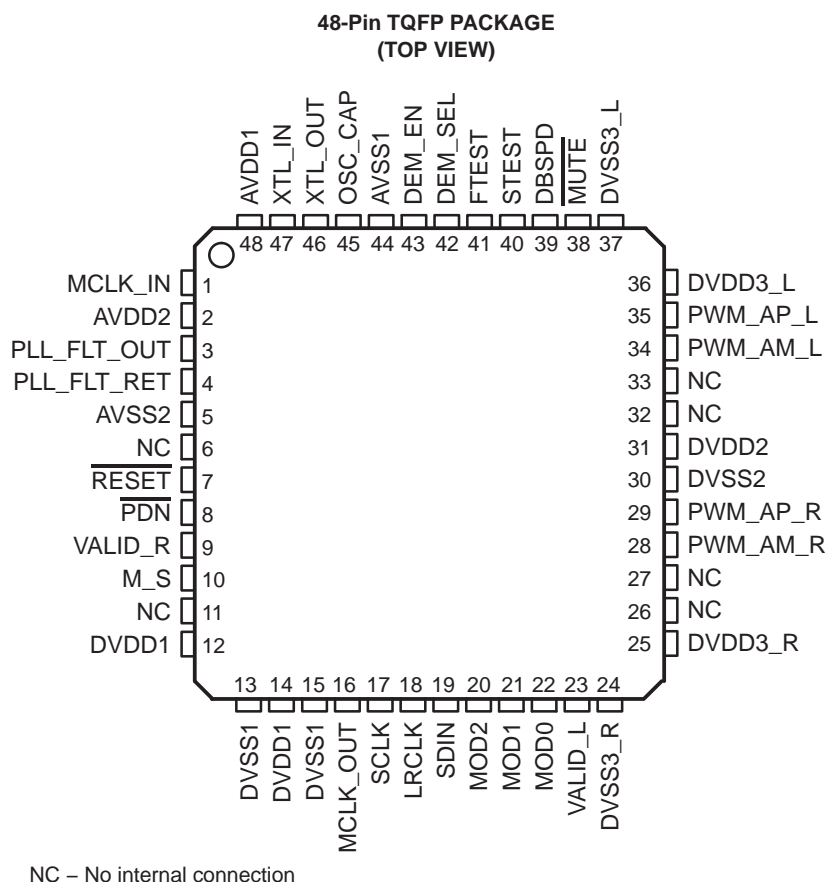 48-Pin TQFP PACKAGE
(TOP VIEW)
AVDD1
XTL_IN
XTL_OUT
OSC_CAP
AVSS1
DEM_EN
DEM_SEL
FTEST
STEST
DBSPD
MUTE
DVSS3_L
48 47 46 45 44 43 42 41 40 39 38 37
MCLK_IN 1
AVDD2 2
PLL_FLT_OUT 3
PLL_FLT_RET 4
AVSS2 5
NC 6
RESET 7
PDN 8
VALID_R 9
M_S 10
NC 11
DVDD1 12
36 DVDD3_L
35 PWM_AP_L
34 PWM_AM_L
33 NC
32 NC
31 DVDD2
30 DVSS2
29 PWM_AP_R
28 PWM_AM_R
27 NC
26 NC
25 DVDD3_R
13 14 15 16 17 18 19 20 21 22 23 24
DVSS1
DVDD1
DVSS1
MCLK_OUT
SCLK
LRCLK
SDIN
MOD2
MOD1
MOD0
VALID_L
DVSS3_R
NC – No internal connection